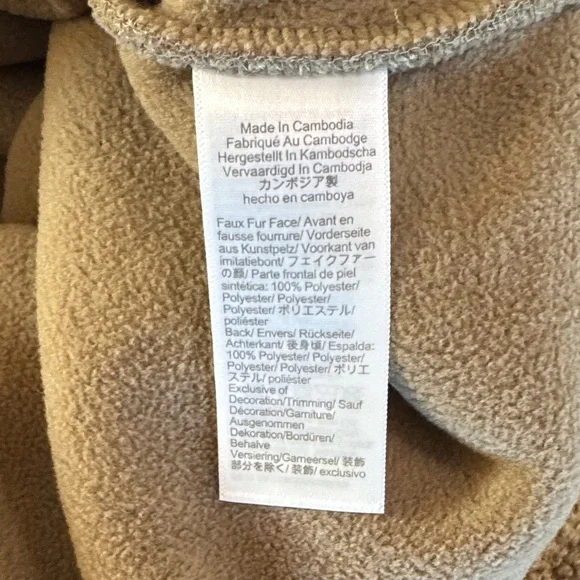 Made In Cambodia
Fabriqué Au Cambodge
Hergestellt In Kambodscha
Vervaardigd In Cambodja
カンボジア製
hecho en camboya
Faux Fur Face/ Avant en
fausse fourrure/ Vorderseite
aus Kunstpelz/ Voorkant van
imitatiebont/ フェイクファー
の顔/ Parte frontal de piel
sintética: 100% Polyester/
Polyester/ Polyester/
Polyester/ ポリエステル/
poliéster
Back/ Envers/ Rückseite/
Achterkant/ 後身頃/ Espalda:
100% Polyester/ Polyester/
Polyester/ Polyester/ ポリエ
ステル/ poliéster
Exclusive of
Decoration/Trimming/ Sauf
Décoration/Garniture/
Ausgenommen
Dekoration/Bordüren/
Behalve
Versiering/Garneersel/ 装飾
部分を除く/ 装飾/ exclusivo